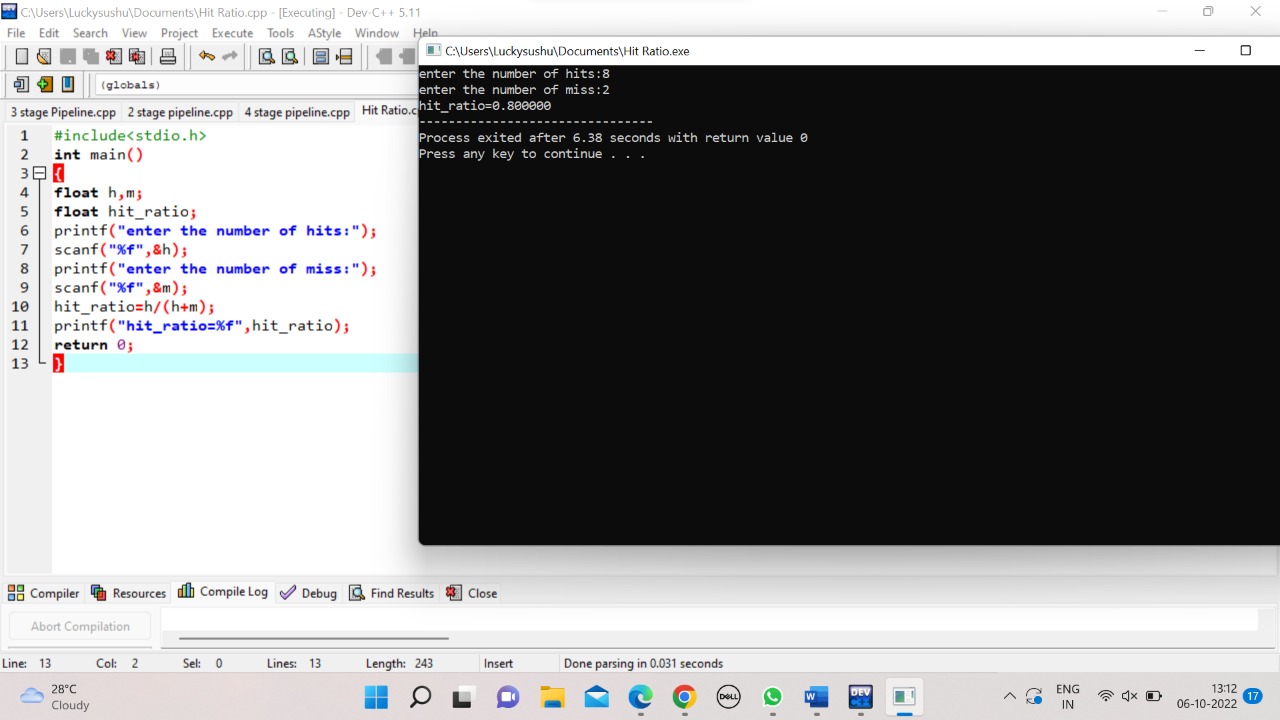 C:\Users\Luckysushu\Documents\Hit Ratio.cpp - [Executing] - Dev-C++ 5.11
File Edit Search View Project Execute Tools AStyle Window Help
(globals)
3 stage Pipeline.cpp 2 stage pipeline.cpp 4 stage pipeline.cpp Hit Ratio.c
1 #include<stdio.h>
2 int main()
3 {
4 float h,m;
5 float hit_ratio;
6 printf("enter the number of hits:");
7 scanf("%f",&h);
8 printf("enter the number of miss:");
9 scanf("%f",&m);
10 hit_ratio=h/(h+m);
11 printf("hit_ratio=%f",hit_ratio);
12 return 0;
13 }
C:\Users\Luckysushu\Documents\Hit Ratio.exe
enter the number of hits:8
enter the number of miss:2
hit_ratio=0.800000
--------------------------------
Process exited after 6.38 seconds with return value 0
Press any key to continue . . .
Compiler Resources Compile Log Debug Find Results Close
Abort Compilation
Line: 13 Col: 2 Sel: 0 Lines: 13 Length: 243 Insert Done parsing in 0.031 seconds
28°C
Cloudy
DELL
W
DEV
ENG
IN
13:12
06-10-2022
17